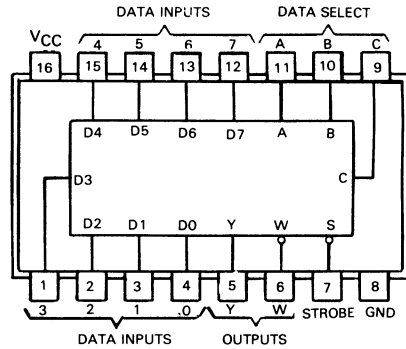 DATA INPUTS DATA SELECT
VCC 4 5 6 7 A B C
16 15 14 13 12 11 10 9
D4 D5 D6 D7 A B
D3 C
D2 D1 D0 Y W S
1 2 3 4 5 6 7 8
3 2 1 0 Y W STROBE GND
DATA INPUTS OUTPUTS